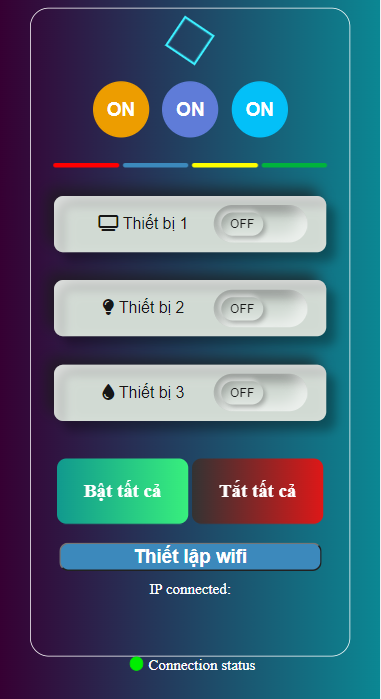 ON ON ON
Thiết bị 1 OFF
Thiết bị 2 OFF
Thiết bị 3 OFF
Bật tất cả Tắt tất cả
Thiết lập wifi
IP connected:
Connection status